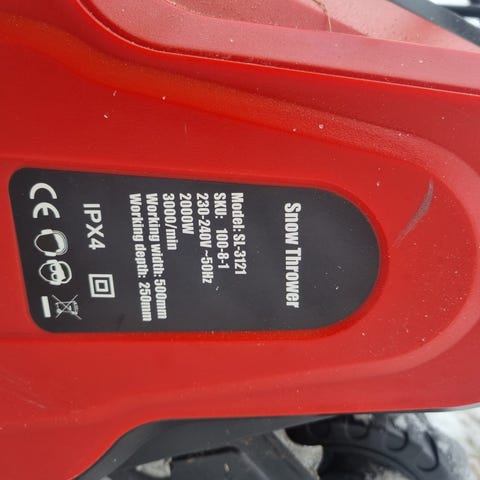 Snow Thrower
Model: SL-3121
SKU: 100-8-1
230-240V ~50Hz
2000W
3000/min
Working width: 500mm
Working depth: 250mm
IPX4
CE